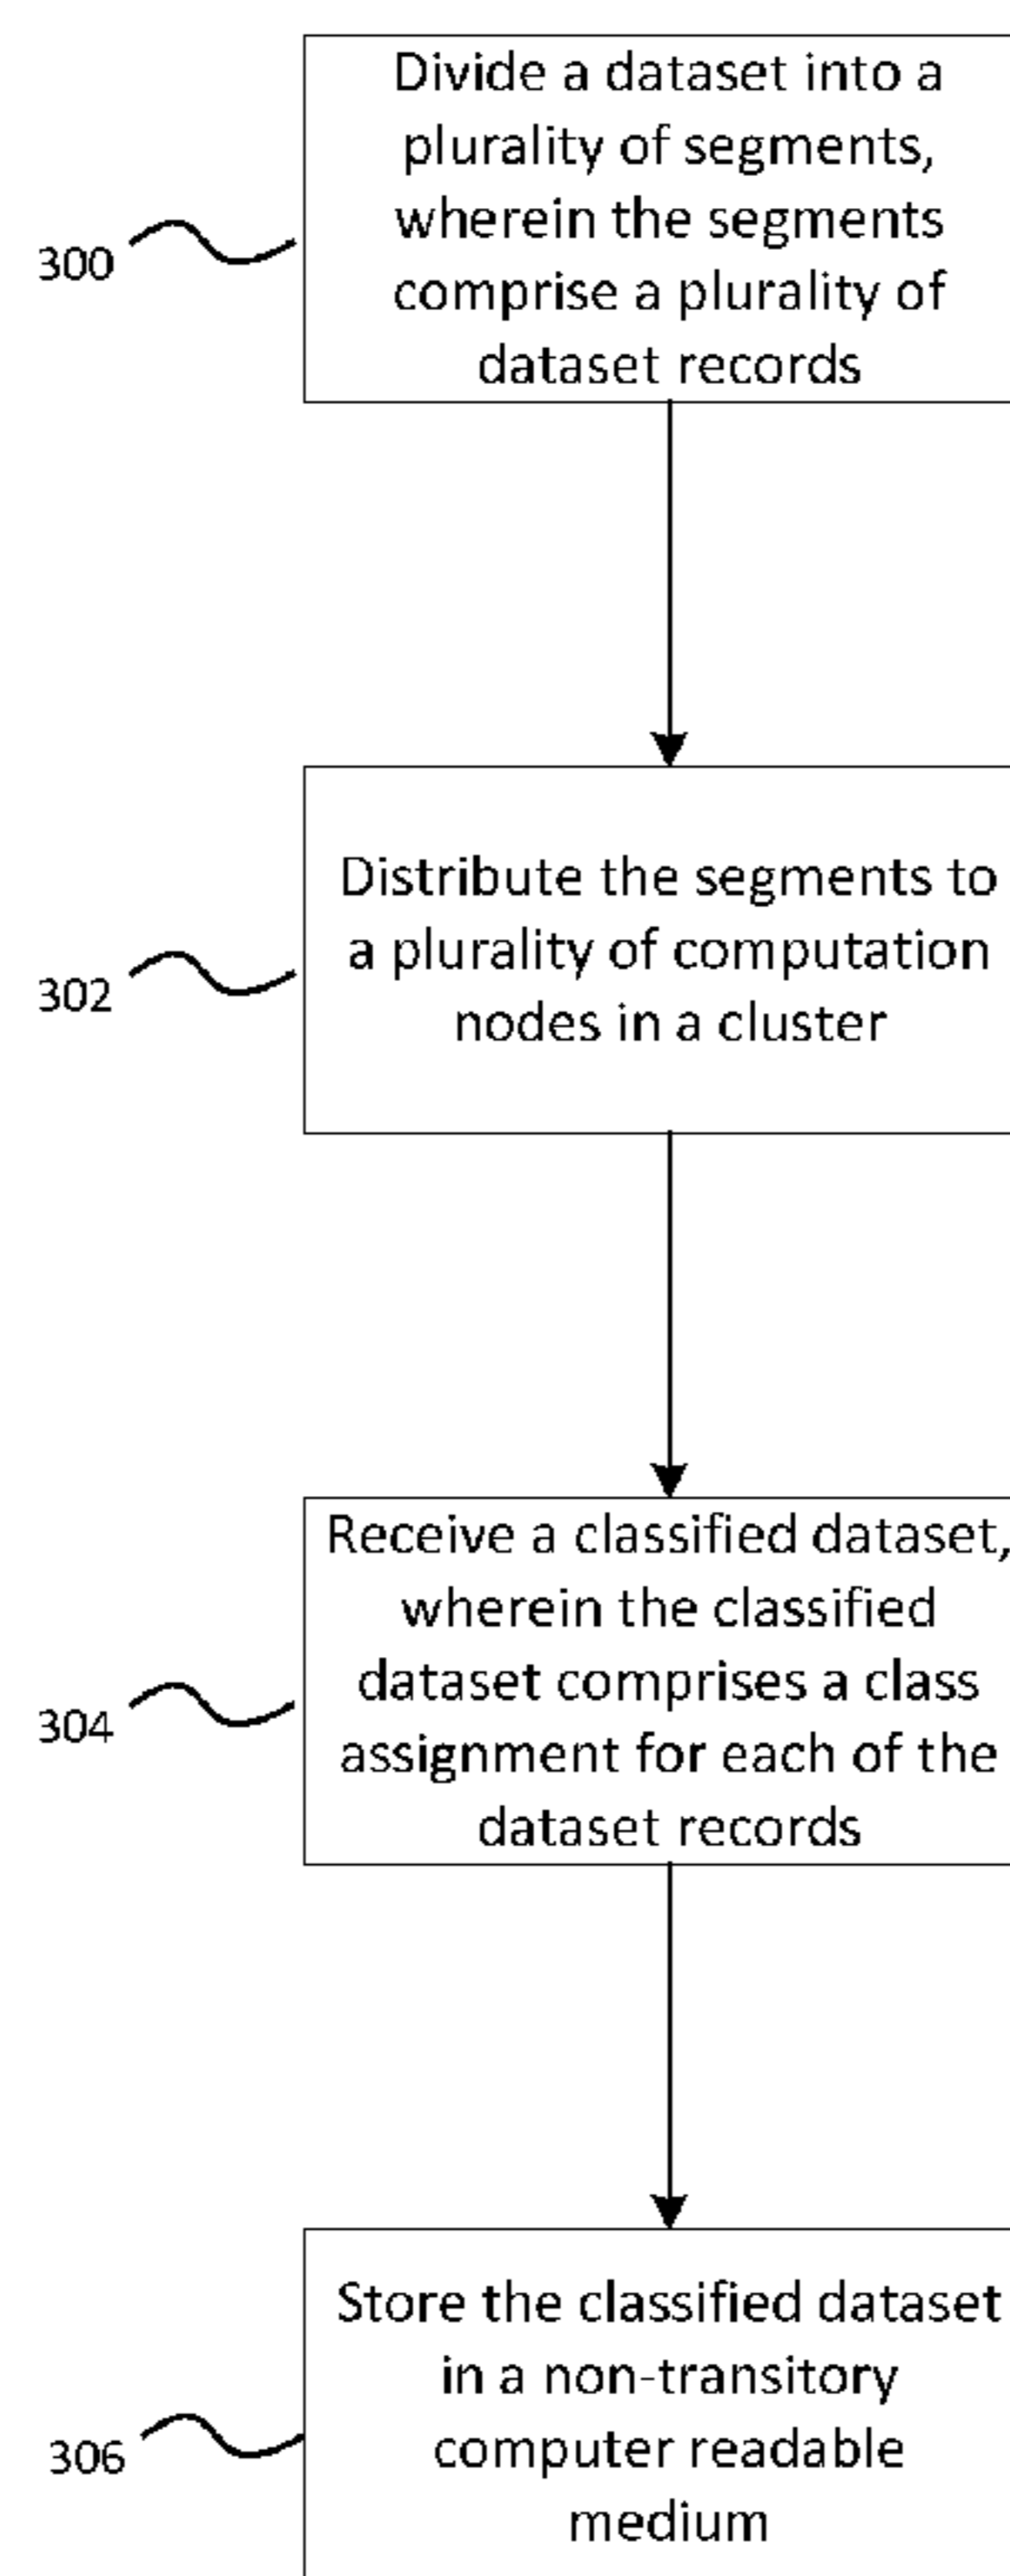 Divide a dataset into a
plurality of segments,
wherein the segments
comprise a plurality of
dataset records
300
Distribute the segments to
a plurality of computation
nodes in a cluster
302
Receive a classified dataset,
wherein the classified
dataset comprises a class
assignment for each of the
dataset records
304
Store the classified dataset
in a non-transitory
computer readable
medium
306